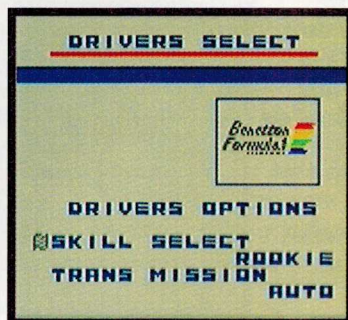 DRIVERS SELECT
Benetton
Formula1
DRIVERS OPTIONS
SKILL SELECT
ROOKIE
TRANS MISSION
AUTO